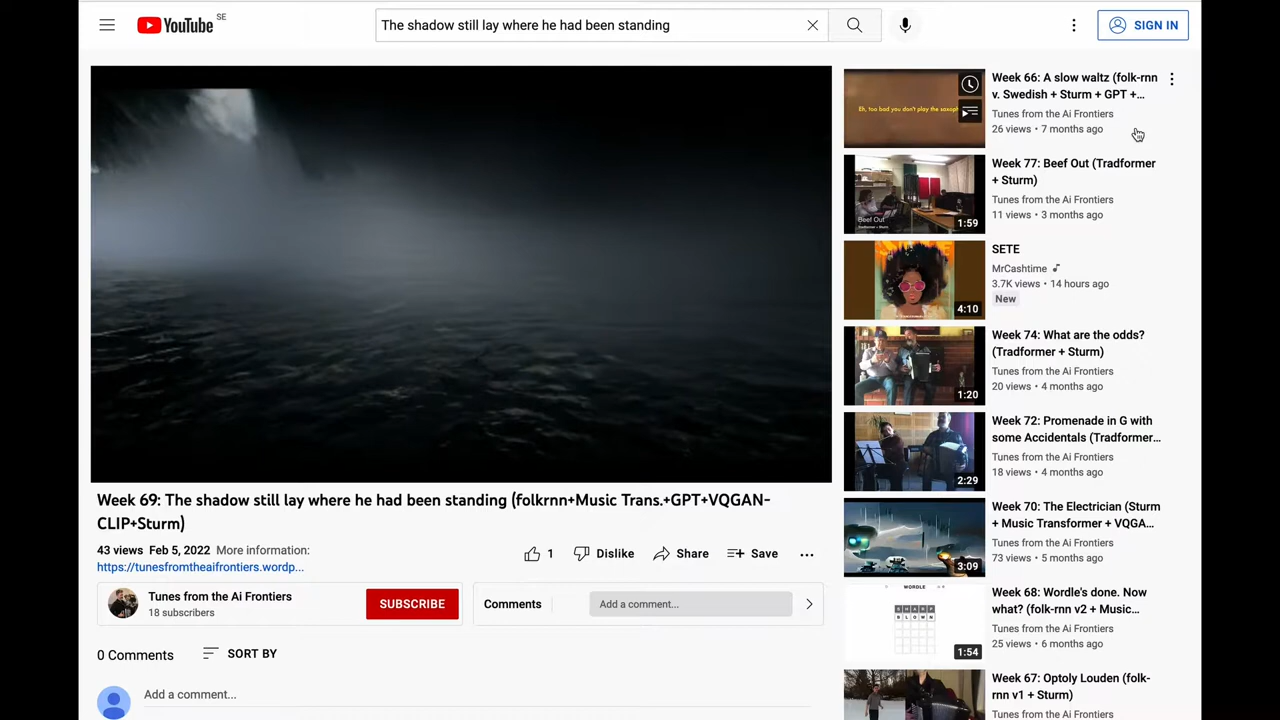 YouTube SE
The shadow still lay where he had been standing
SIGN IN
Week 69: The shadow still lay where he had been standing (folkrnn+Music Trans.+GPT+VQGAN-
CLIP+Sturm)
43 views Feb 5, 2022 More information:
https://tunesfromtheaifrontiers.wordp...
1
Dislike
Share
Save
Tunes from the Ai Frontiers
18 subscribers
SUBSCRIBE
Comments
Add a comment...
0 Comments
SORT BY
Add a comment...
Eh, too bad you don't play the
Week 66: A slow waltz (folk-rnn
v. Swedish + Sturm + GPT +...
Tunes from the Ai Frontiers
26 views • 7 months ago
Beef Out
1:59
Week 77: Beef Out (Tradformer
+ Sturm)
Tunes from the Ai Frontiers
11 views • 3 months ago
4:10
SETE
MrCashtime
3.7K views • 14 hours ago
New
1:20
Week 74: What are the odds?
(Tradformer + Sturm)
Tunes from the Ai Frontiers
20 views • 4 months ago
2:29
Week 72: Promenade in G with
some Accidentals (Tradformer...
Tunes from the Ai Frontiers
18 views • 4 months ago
3:09
Week 70: The Electrician (Sturm
+ Music Transformer + VQGA...
Tunes from the Ai Frontiers
73 views • 5 months ago
WORDLE
1:54
Week 68: Wordle's done. Now
what? (folk-rnn v2 + Music...
Tunes from the Ai Frontiers
25 views • 6 months ago
Week 67: Optoly Louden (folk-
rnn v1 + Sturm)
Tunes from the Ai Frontiers